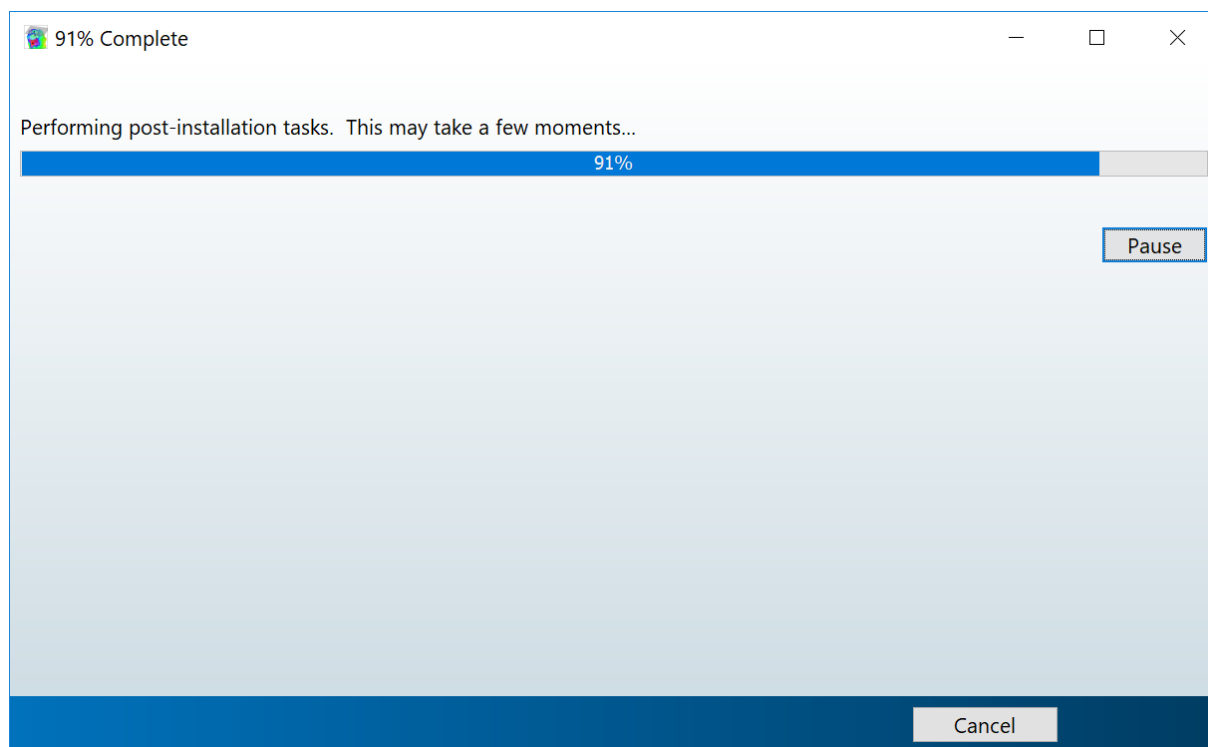 91% Complete
Performing post-installation tasks.  This may take a few moments...
91%
Pause
Cancel